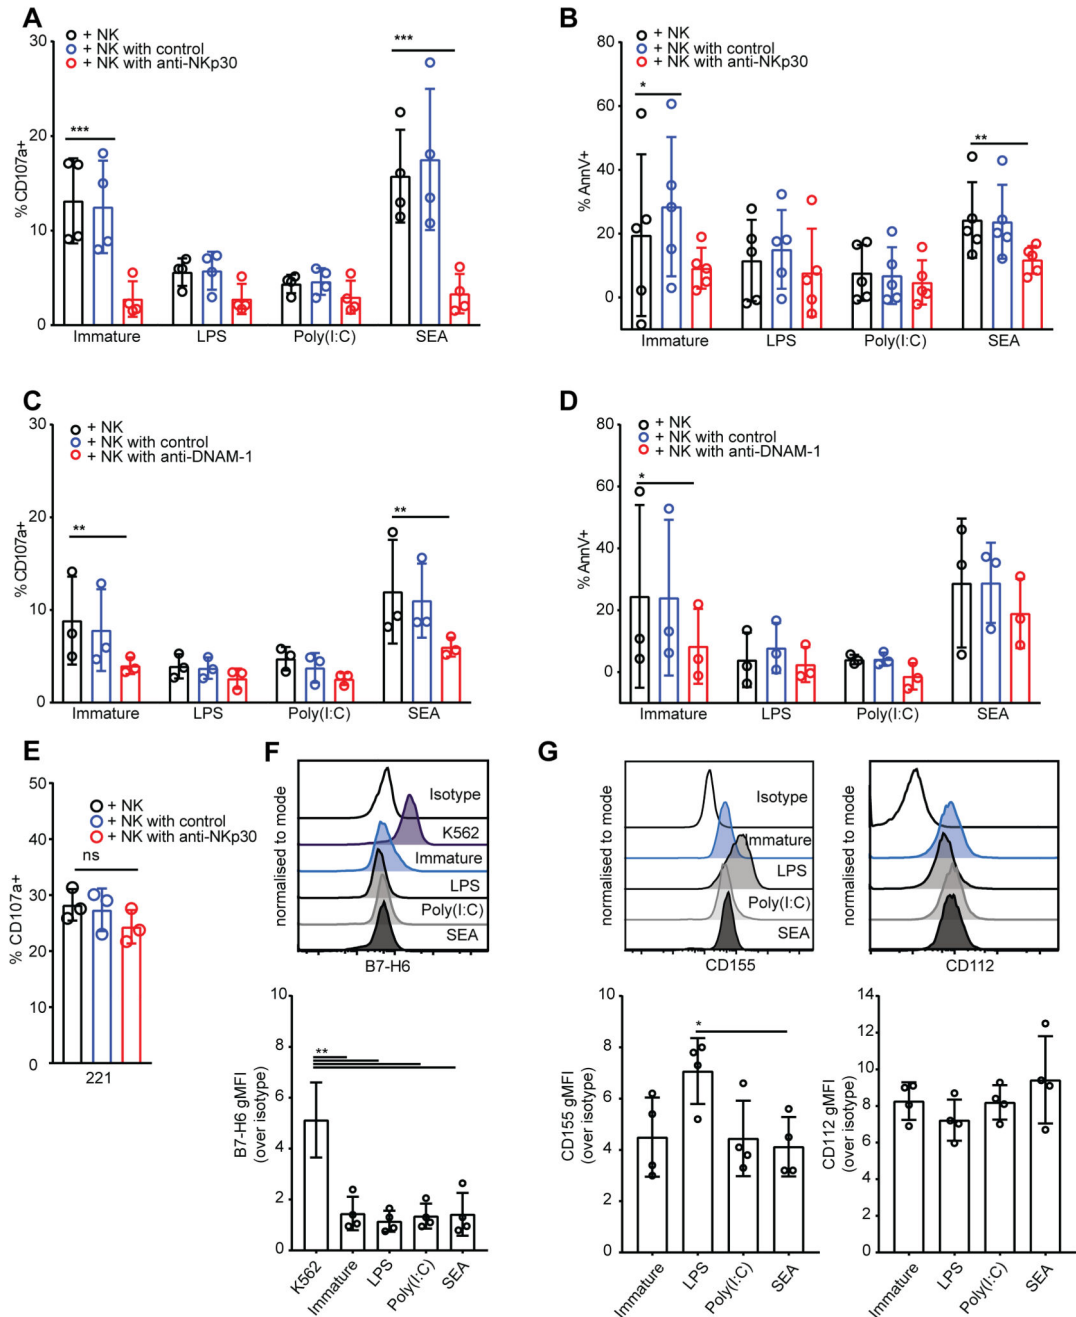 A
+ NK
+ NK with control
+ NK with anti-NKp30
***
***
% CD107a+
30
20
10
0
Immature LPS Poly(I:C) SEA
B
+ NK
+ NK with control
+ NK with anti-NKp30
*
**
% AnnV+
80
60
40
20
0
Immature LPS Poly(I:C) SEA
C
+ NK
+ NK with control
+ NK with anti-DNAM-1
**
**
% CD107a+
30
20
10
0
Immature LPS Poly(I:C) SEA
D
+ NK
+ NK with control
+ NK with anti-DNAM-1
*
% AnnV+
80
60
40
20
0
Immature LPS Poly(I:C) SEA
E
+ NK
+ NK with control
+ NK with anti-NKp30
ns
% CD107a+
50
40
30
20
10
0
221
F
normalised to mode
Isotype
K562
Immature
LPS
Poly(I:C)
SEA
B7-H6
B7-H6 gMFI
(over isotype)
8
6
4
2
0
**
K562 Immature LPS Poly(I:C) SEA
G
normalised to mode
Isotype
Immature
LPS
Poly(I:C)
SEA
CD155
normalised to mode
CD112
CD155 gMFI
(over isotype)
10
8
6
4
2
0
*
Immature LPS Poly(I:C) SEA
CD112 gMFI
(over isotype)
14
12
10
8
6
4
2
0
Immature LPS Poly(I:C) SEA